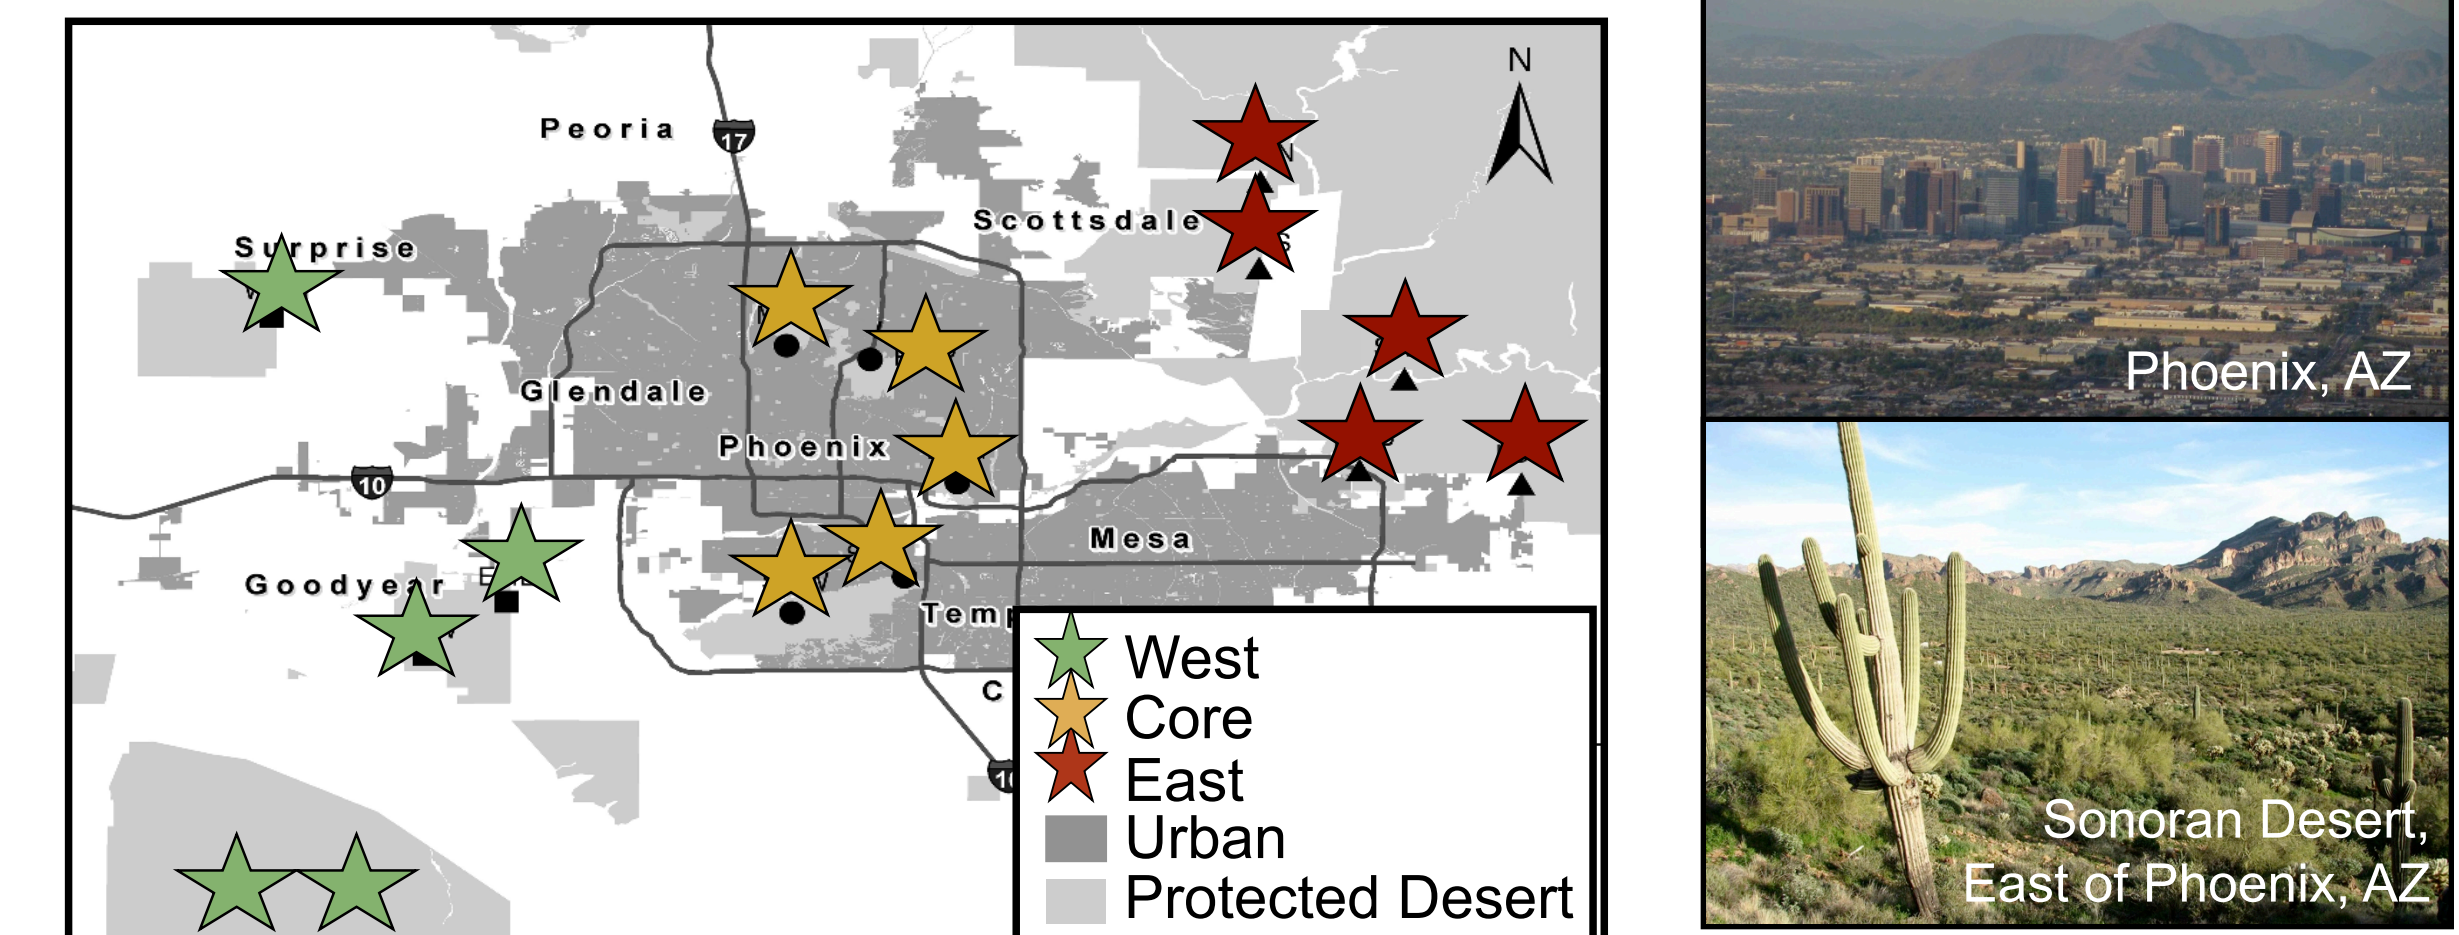 N
Peoria
17
Scottsdale
Surprise
Glendale
Phoenix
10
Mesa
Goodyear
C
10
West
Core
East
Urban
Protected Desert
Phoenix, AZ
Sonoran Desert,
East of Phoenix, AZ